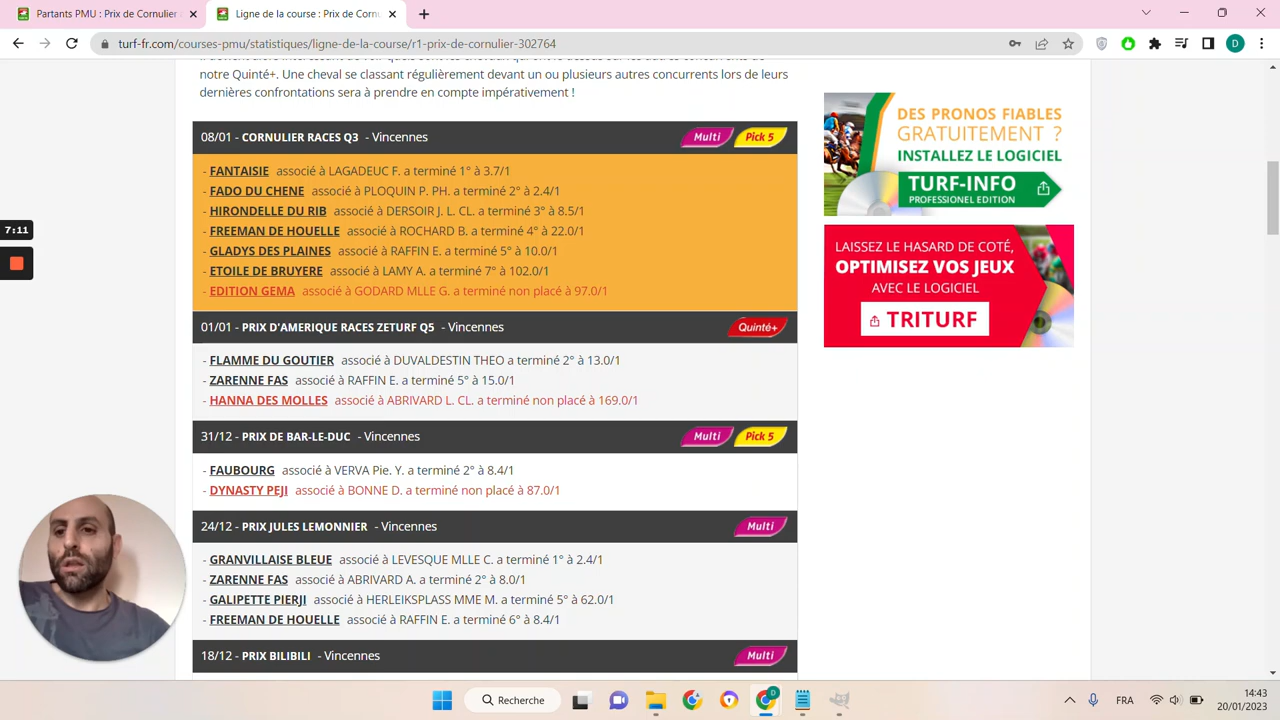 Partants PMU : Prix de Cornulier
Ligne de la course : Prix de Corn
turf-fr.com/courses-pmu/statistiques/ligne-de-la-course/r1-prix-de-cornulier-302764
D
notre Quinté+. Une cheval se classant régulièrement devant un ou plusieurs autres concurrents lors de leurs
dernières confrontations sera à prendre en compte impérativement !
08/01 - CORNULIER RACES Q3 - Vincennes
Multi
Pick 5
- FANTAISIE associé à LAGADEUC F. a terminé 1° à 3.7/1
- FADO DU CHENE associé à PLOQUIN P. PH. a terminé 2° à 2.4/1
- HIRONDELLE DU RIB associé à DERSOIR J. L. CL. a terminé 3° à 8.5/1
- FREEMAN DE HOUELLE associé à ROCHARD B. a terminé 4° à 22.0/1
- GLADYS DES PLAINES associé à RAFFIN E. a terminé 5° à 10.0/1
- ETOILE DE BRUYERE associé à LAMY A. a terminé 7° à 102.0/1
- EDITION GEMA associé à GODARD MLLE G. a terminé non placé à 97.0/1
01/01 - PRIX D'AMERIQUE RACES ZETURF Q5 - Vincennes
Quinté+
- FLAMME DU GOUTIER associé à DUVALDESTIN THEO a terminé 2° à 13.0/1
- ZARENNE FAS associé à RAFFIN E. a terminé 5° à 15.0/1
- HANNA DES MOLLES associé à ABRIVARD L. CL. a terminé non placé à 169.0/1
31/12 - PRIX DE BAR-LE-DUC - Vincennes
Multi
Pick 5
- FAUBOURG associé à VERVA Pie. Y. a terminé 2° à 8.4/1
- DYNASTY PEJI associé à BONNE D. a terminé non placé à 87.0/1
24/12 - PRIX JULES LEMONNIER - Vincennes
Multi
- GRANVILLAISE BLEUE associé à LEVESQUE MLLE C. a terminé 1° à 2.4/1
- ZARENNE FAS associé à ABRIVARD A. a terminé 2° à 8.0/1
- GALIPETTE PIERJI associé à HERLEIKSPLASS MME M. a terminé 5° à 62.0/1
- FREEMAN DE HOUELLE associé à RAFFIN E. a terminé 6° à 8.4/1
18/12 - PRIX BILIBILI - Vincennes
Multi
DES PRONOS FIABLES
GRATUITEMENT ?
INSTALLEZ LE LOGICIEL
TURF-INFO
PROFESSIONEL EDITION
LAISSEZ LE HASARD DE COTÉ,
OPTIMISEZ VOS JEUX
AVEC LE LOGICIEL
TRITURF
7:11
Recherche
D
FRA
14:43
20/01/2023